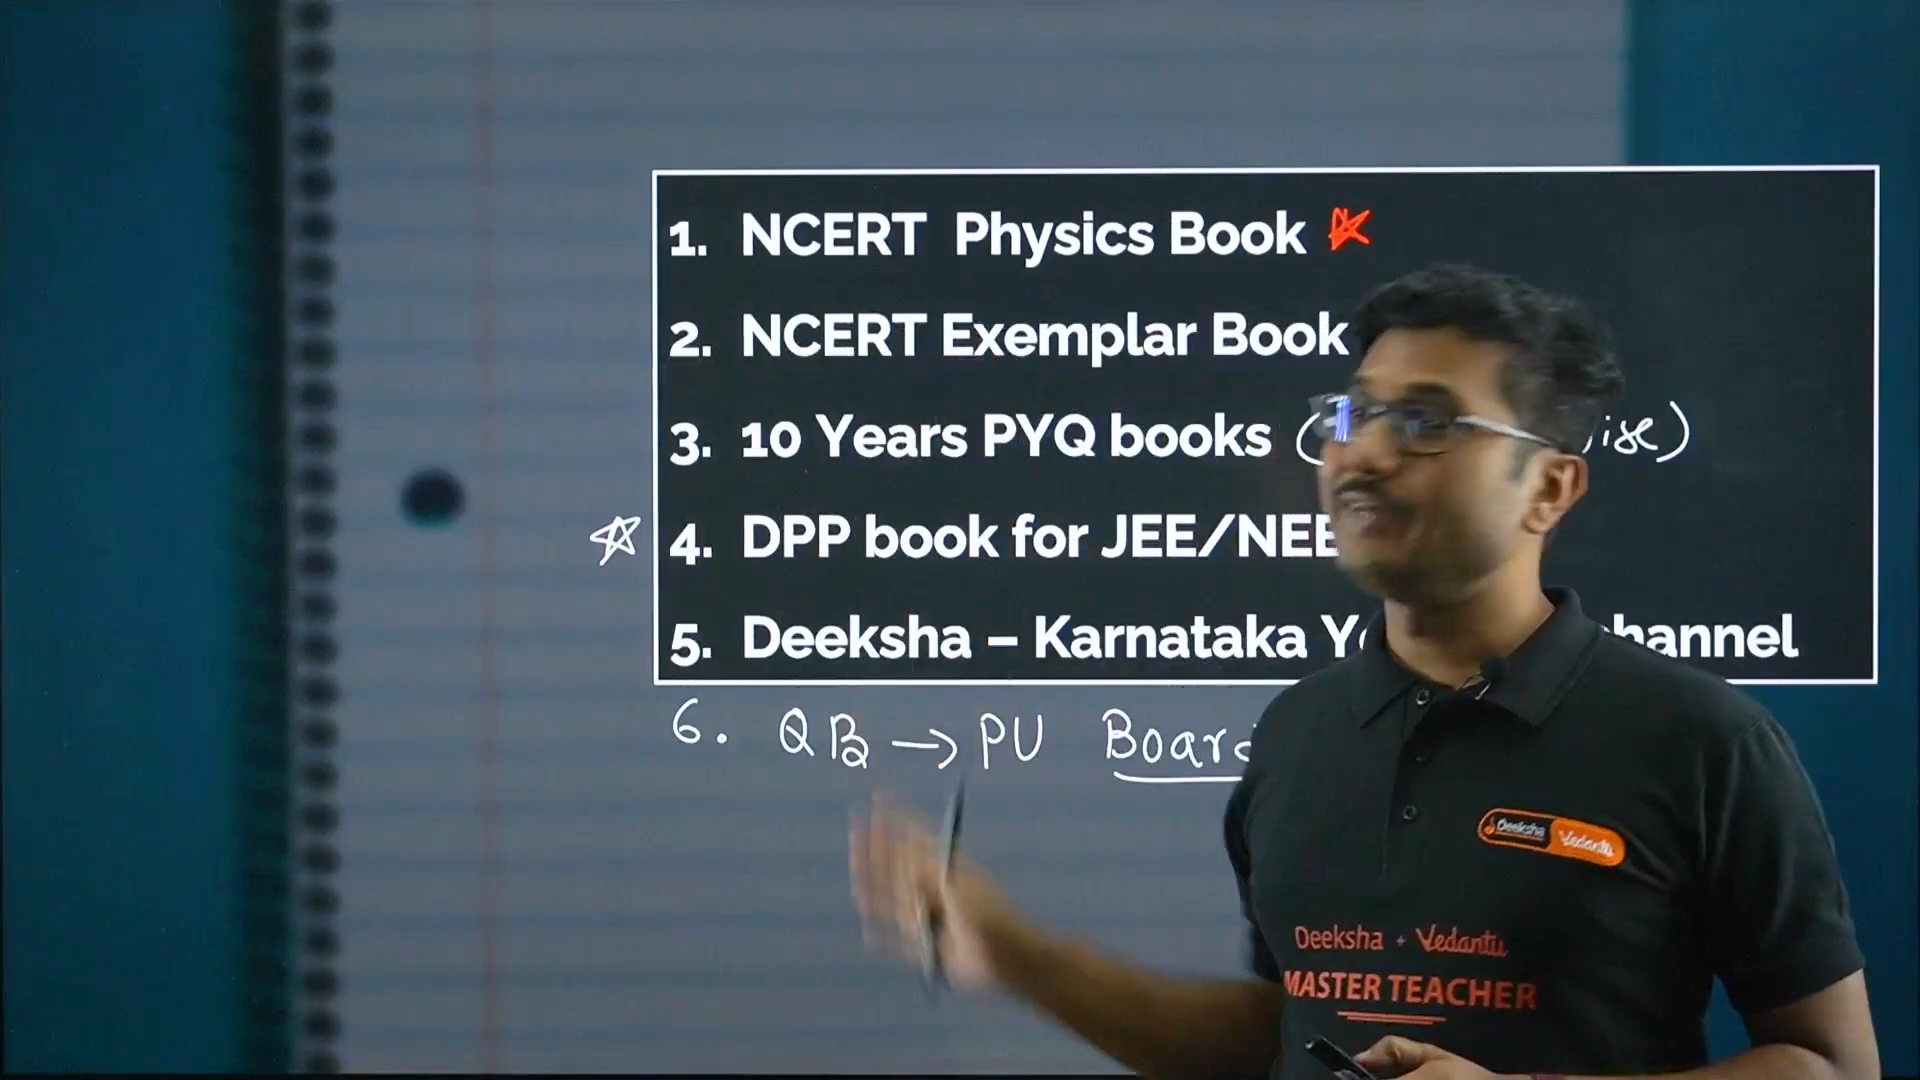 1. NCERT Physics Book
2. NCERT Exemplar Book
3. 10 Years PYQ books
4. DPP book for JEE/NEE
5. Deeksha – Karnataka Y hannel
6. QB → PU Board
Deeksha Vedantu
Deeksha + Vedantu
MASTER TEACHER